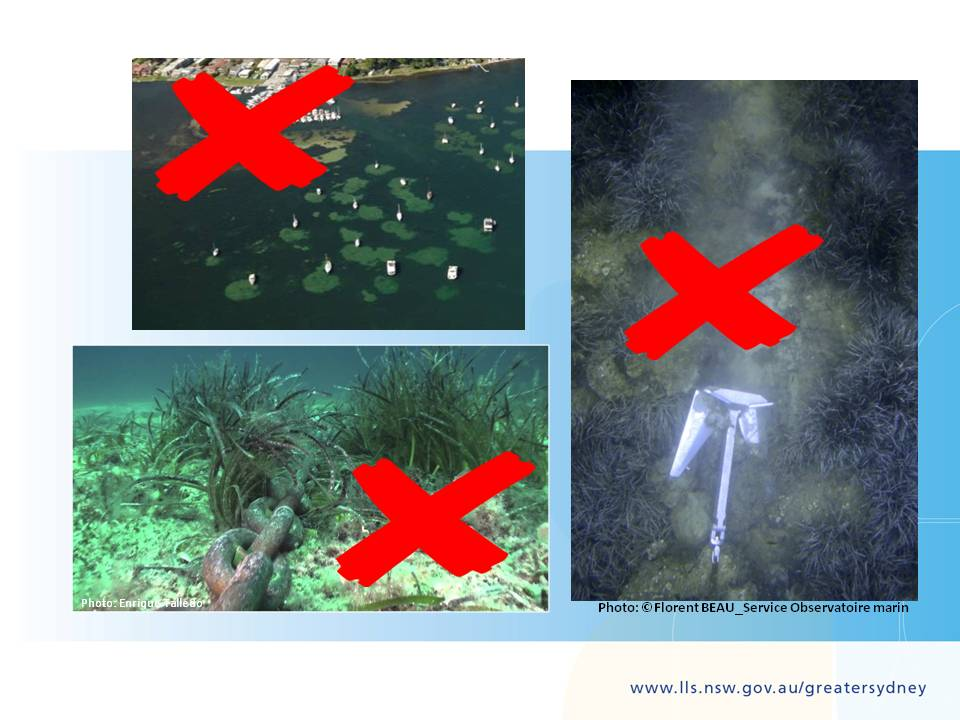 Photo: Enrique Talledo
Photo: ©Florent BEAU_Service Observatoire marin
www.lls.nsw.gov.au/greatersydney